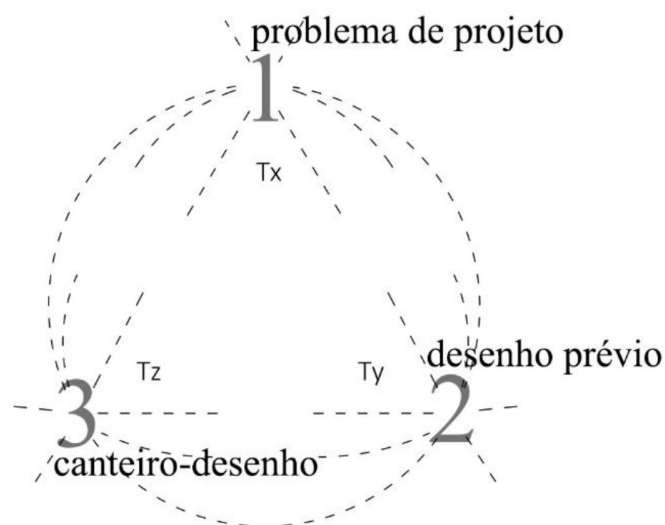 problema de projeto
1
Tx
desenho prévio
Tz
Ty
3
2
canteiro-desenho